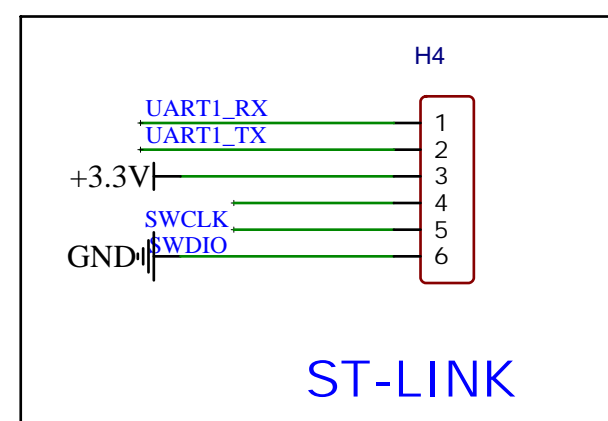 H4
UART1_RX
1
UART1_TX
2
+3.3V
3
4
SWCLK
5
GND
SWDIO
6
ST-LINK